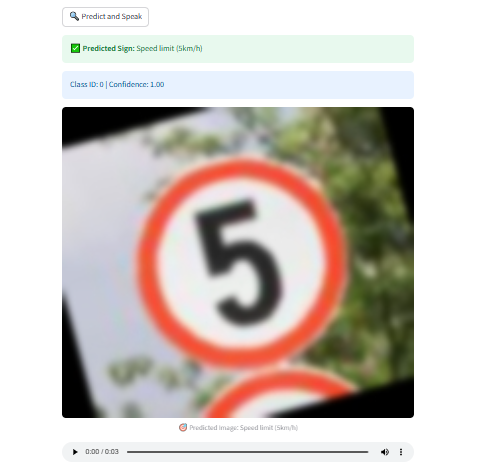 Predict and Speak
Predicted Sign: Speed limit (5km/h)
Class ID: 0 | Confidence: 1.00
5
Predicted Image: Speed limit (5km/h)
0:00 / 0:03